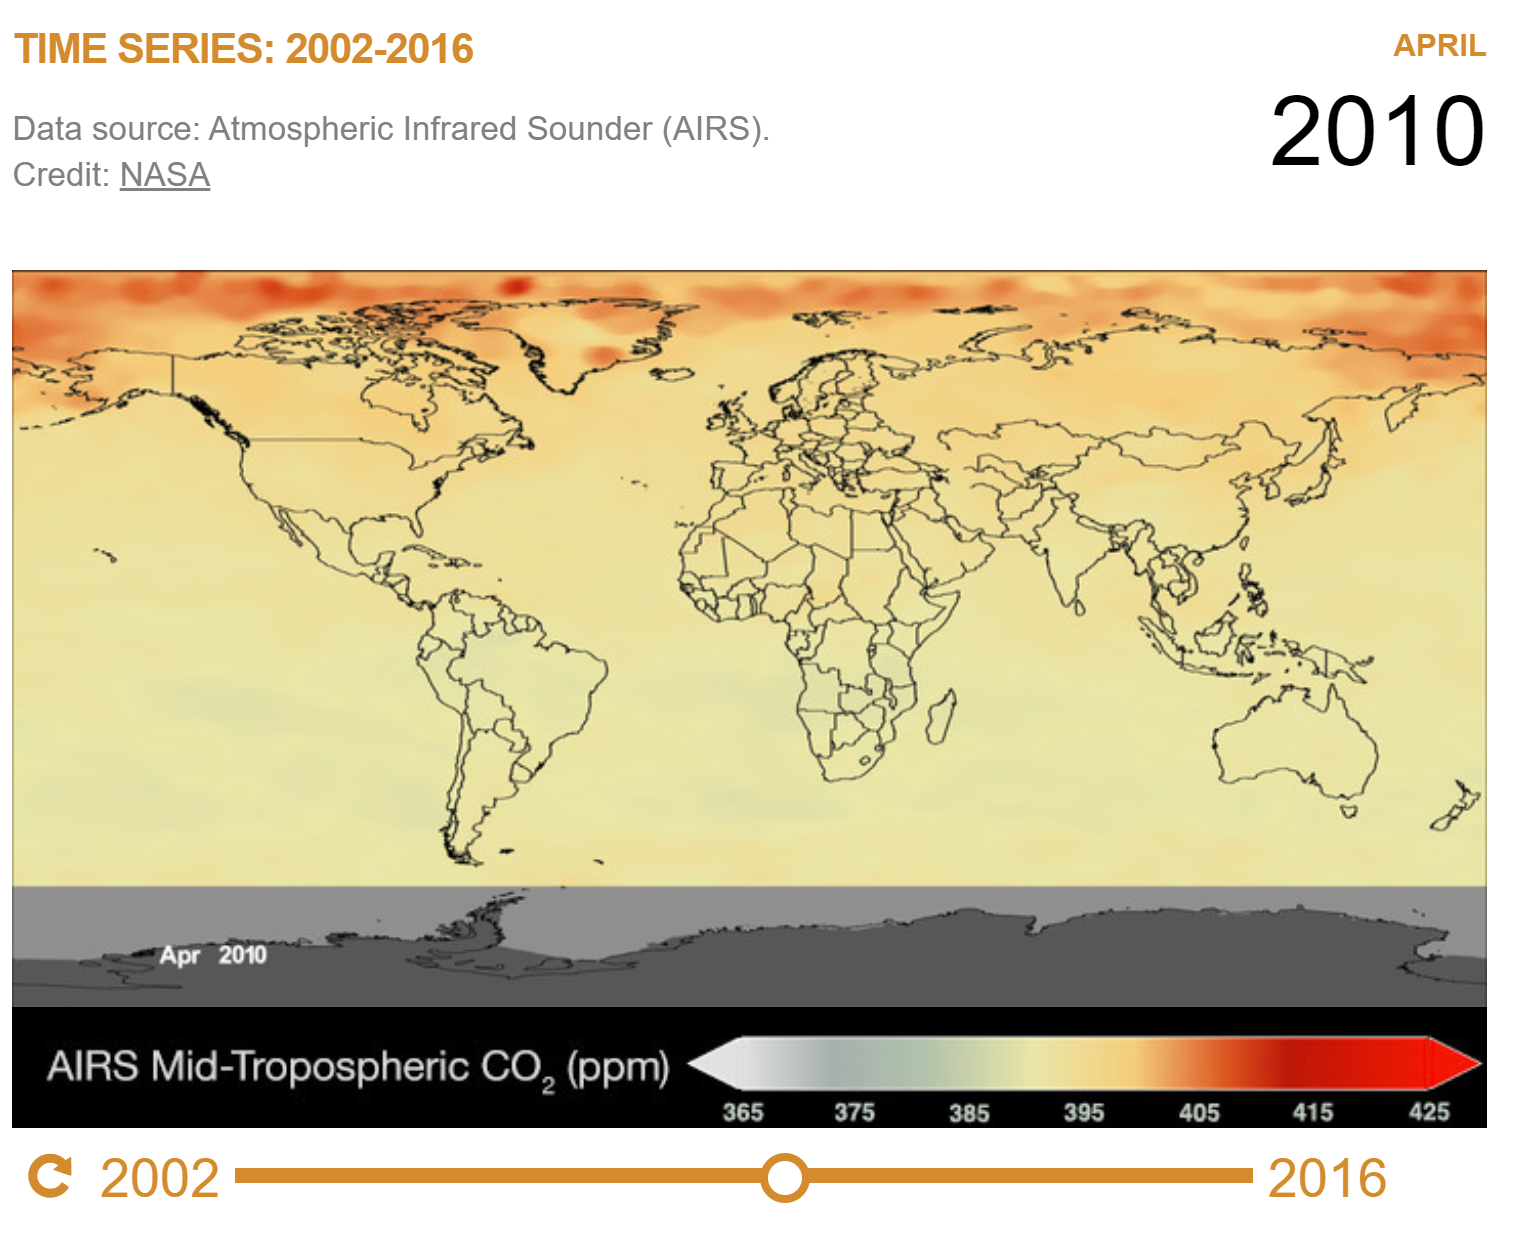 TIME SERIES: 2002-2016
APRIL
2010
Data source: Atmospheric Infrared Sounder (AIRS).
Credit: NASA
Apr 2010
AIRS Mid-Tropospheric CO₂ (ppm)
365 375 385 395 405 415 425
2002 2016